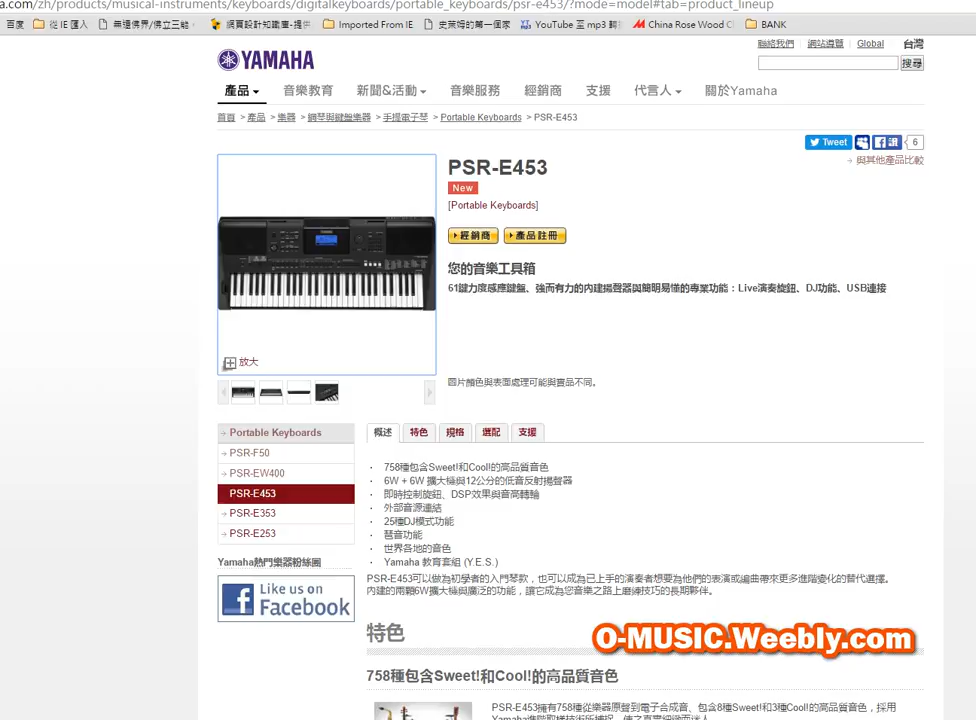 a.com/zh/products/musical-instruments/keyboards/digitalkeyboards/portable_keyboards/psr-e453/?mode=model#tab=product_lineup
百度 從 IE 匯入 無遮佛界/佛立三能 網頁設計知識庫-提供 Imported From IE 史萊姆的第一個家 YouTube 至 mp3 轉 China Rose Wood C BANK
聯絡我們 網站導覽 Global 台灣
YAMAHA
搜尋
產品 音樂教育 新聞&活動 音樂服務 經銷商 支援 代言人 關於Yamaha
首頁 > 產品 > 樂器 > 鋼琴與鍵盤樂器 > 手提電子琴 > Portable Keyboards > PSR-E453
Tweet 讚 6
與其他產品比較
PSR-E453
New
[Portable Keyboards]
經銷商 產品註冊
您的音樂工具箱
61鍵力度感應鍵盤、強而有力的內建揚聲器與簡明易懂的專業功能：Live演奏旋鈕、DJ功能、USB連接
放大
圖片顏色與表面處理可能與實品不同。
Portable Keyboards
PSR-F50
PSR-EW400
PSR-E453
PSR-E353
PSR-E253
Yamaha熱門樂器粉絲團
Like us on
Facebook
概述 特色 規格 選配 支援
758種包含Sweet!和Cool!的高品質音色
6W + 6W 擴大機與12公分的低音反射揚聲器
即時控制旋鈕、DSP效果與音高轉輪
外部音源連結
25種DJ模式功能
琶音功能
世界各地的音色
Yamaha 教育套組 (Y.E.S.)
PSR-E453可以做為初學者的入門琴款，也可以成為已上手的演奏者想要為他們的表演或編曲帶來更多進階變化的替代選擇。
內建的兩顆6W擴大機與廣泛的功能，讓它成為您音樂之路上磨練技巧的長期夥伴。
特色
O-MUSIC.Weebly.com
758種包含Sweet!和Cool!的高品質音色
PSR-E453擁有758種從樂器原聲到電子合成音、包含8種Sweet!和3種Cool!的高品質音色，採用